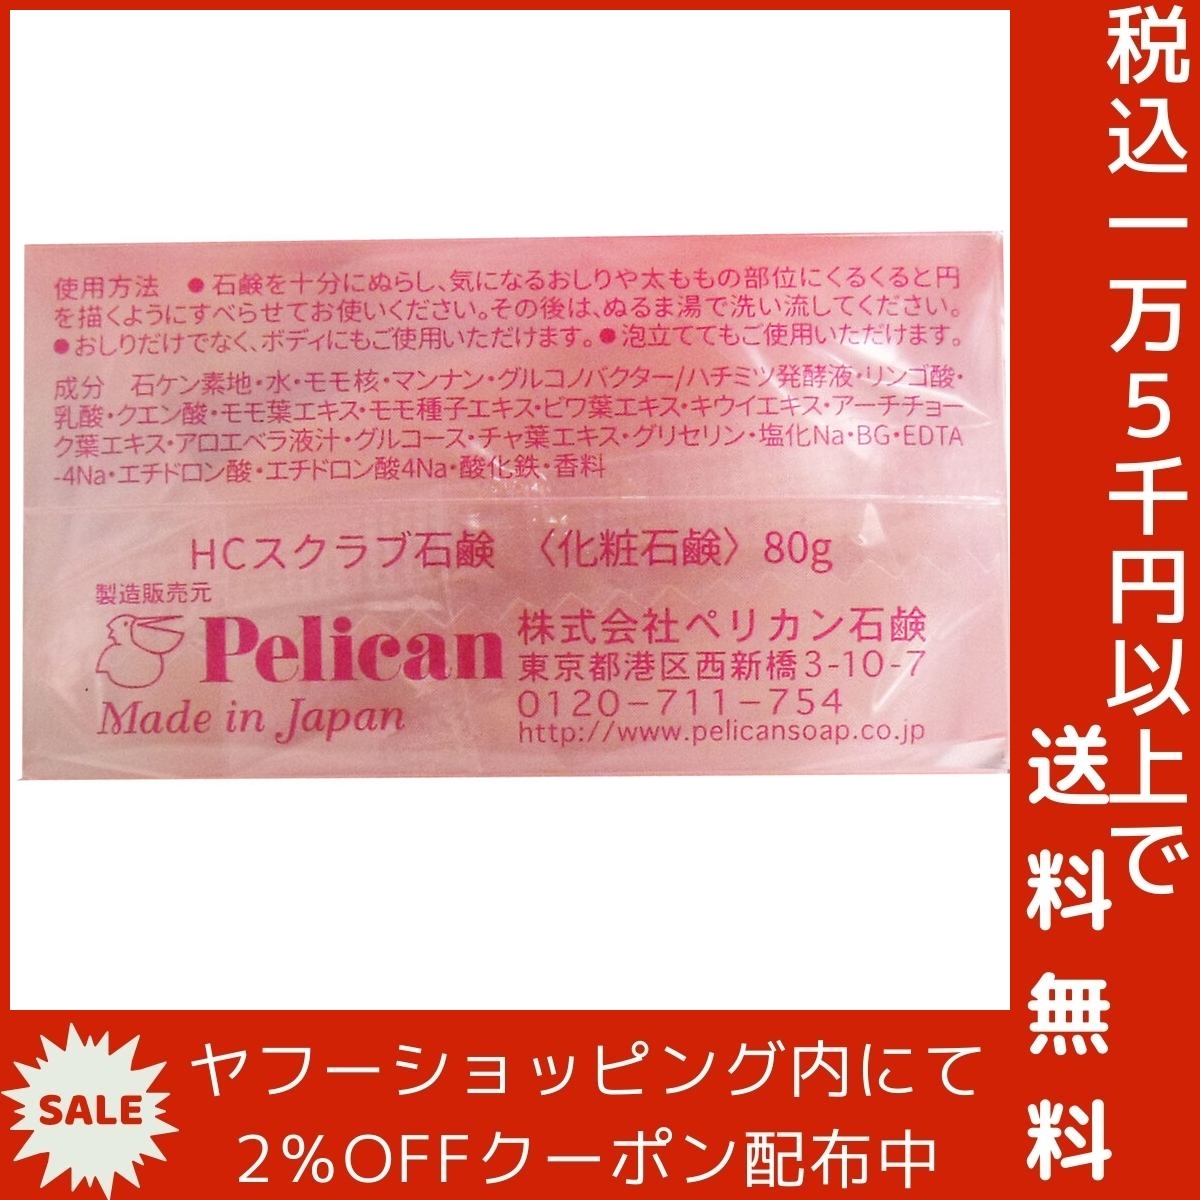 使用方法 ●石鹸を十分にぬらし、気になるおしりや太ももの部位にくるくると円
を描くようにすべらせてお使いください。その後は、ぬるま湯で洗い流してください。
●おしりだけでなく、ボディにもご使用いただけます。●泡立ててもご使用いただけます。
成分 石ケン素地・水・モモ核・マンナン・グルコノバクター/ハチミツ発酵液・リンゴ酸・
乳酸・クエン酸・モモ葉エキス・モモ種子エキス・ビワ葉エキス・キウイエキス・アーチチョー
ク葉エキス・アロエベラ液汁・グルコース・チャ葉エキス・グリセリン・塩化Na・BG・EDTA
-4Na・エチドロン酸・エチドロン酸4Na・酸化鉄・香料
HCスクラブ石鹸 〈化粧石鹸〉80g
製造販売元
Pelican
Made in Japan
株式会社ペリカン石鹸
東京都港区西新橋3-10-7
0120-711-754
http://www.pelicansoap.co.jp
税込一万5千円以上で
送料無料
SALE
ヤフーショッピング内にて
2%OFFクーポン配布中